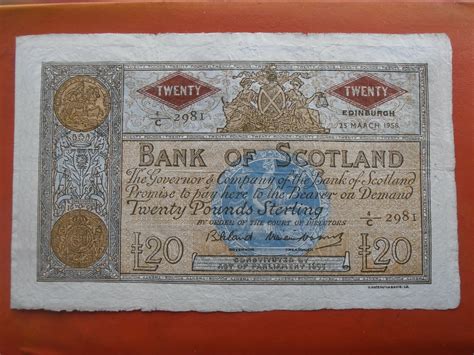 TWENTY TWENTY
4/C 2981 EDINBURGH
25 MARCH 1958
BANK OF SCOTLAND
The Governor & Company of the Bank of Scotland
Promise to pay here to the Bearer on Demand
Twenty Pounds Sterling
BY ORDER OF THE COURT OF DIRECTORS
4/C 2981
£20 £20
CONSTITUTED BY
ACT OF PARLIAMENT 1695